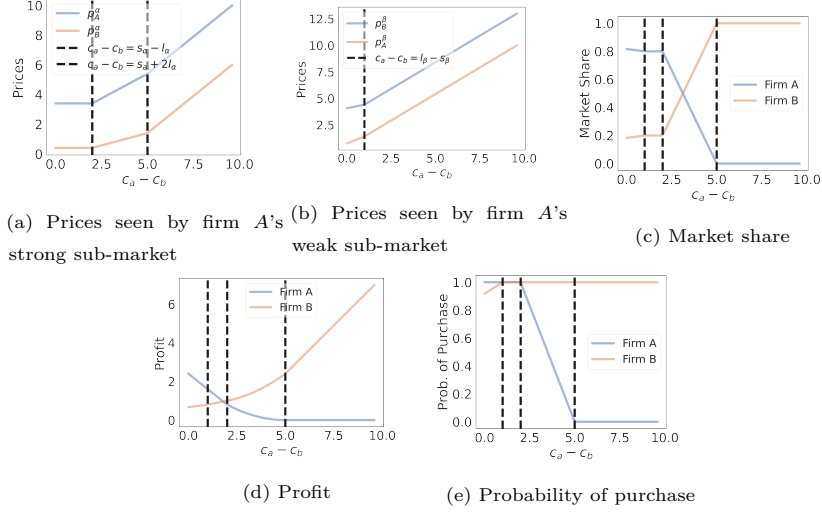 10
8
6
4
2
0
Prices
p_A^α
p_B^α
c_a − c_b = s_α − l_α
c_a − c_b = s_a + 2l_α
0.0 2.5 5.0 7.5 10.0
c_a − c_b
(a) Prices seen by firm A's
strong sub-market
12.5
10.0
7.5
5.0
2.5
Prices
p_B^β
p_A^β
c_a − c_b = l_β − s_β
0.0 2.5 5.0 7.5 10.0
c_a − c_b
(b) Prices seen by firm A's
weak sub-market
1.0
0.8
0.6
0.4
0.2
0.0
Market Share
Firm A
Firm B
0.0 2.5 5.0 7.5 10.0
c_a − c_b
(c) Market share
6
4
2
0
Profit
Firm A
Firm B
0.0 2.5 5.0 7.5 10.0
c_a − c_b
(d) Profit
1.0
0.8
0.6
0.4
0.2
0.0
Prob. of Purchase
Firm A
Firm B
0.0 2.5 5.0 7.5 10.0
c_a − c_b
(e) Probability of purchase